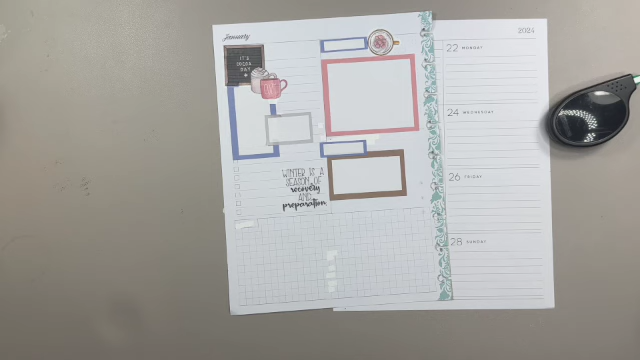 January
IT'S
COCOA
DAY
WINTER IS A
SEASON OF
recovery
AND
preparation
2024
22 MONDAY
24 WEDNESDAY
26 FRIDAY
28 SUNDAY